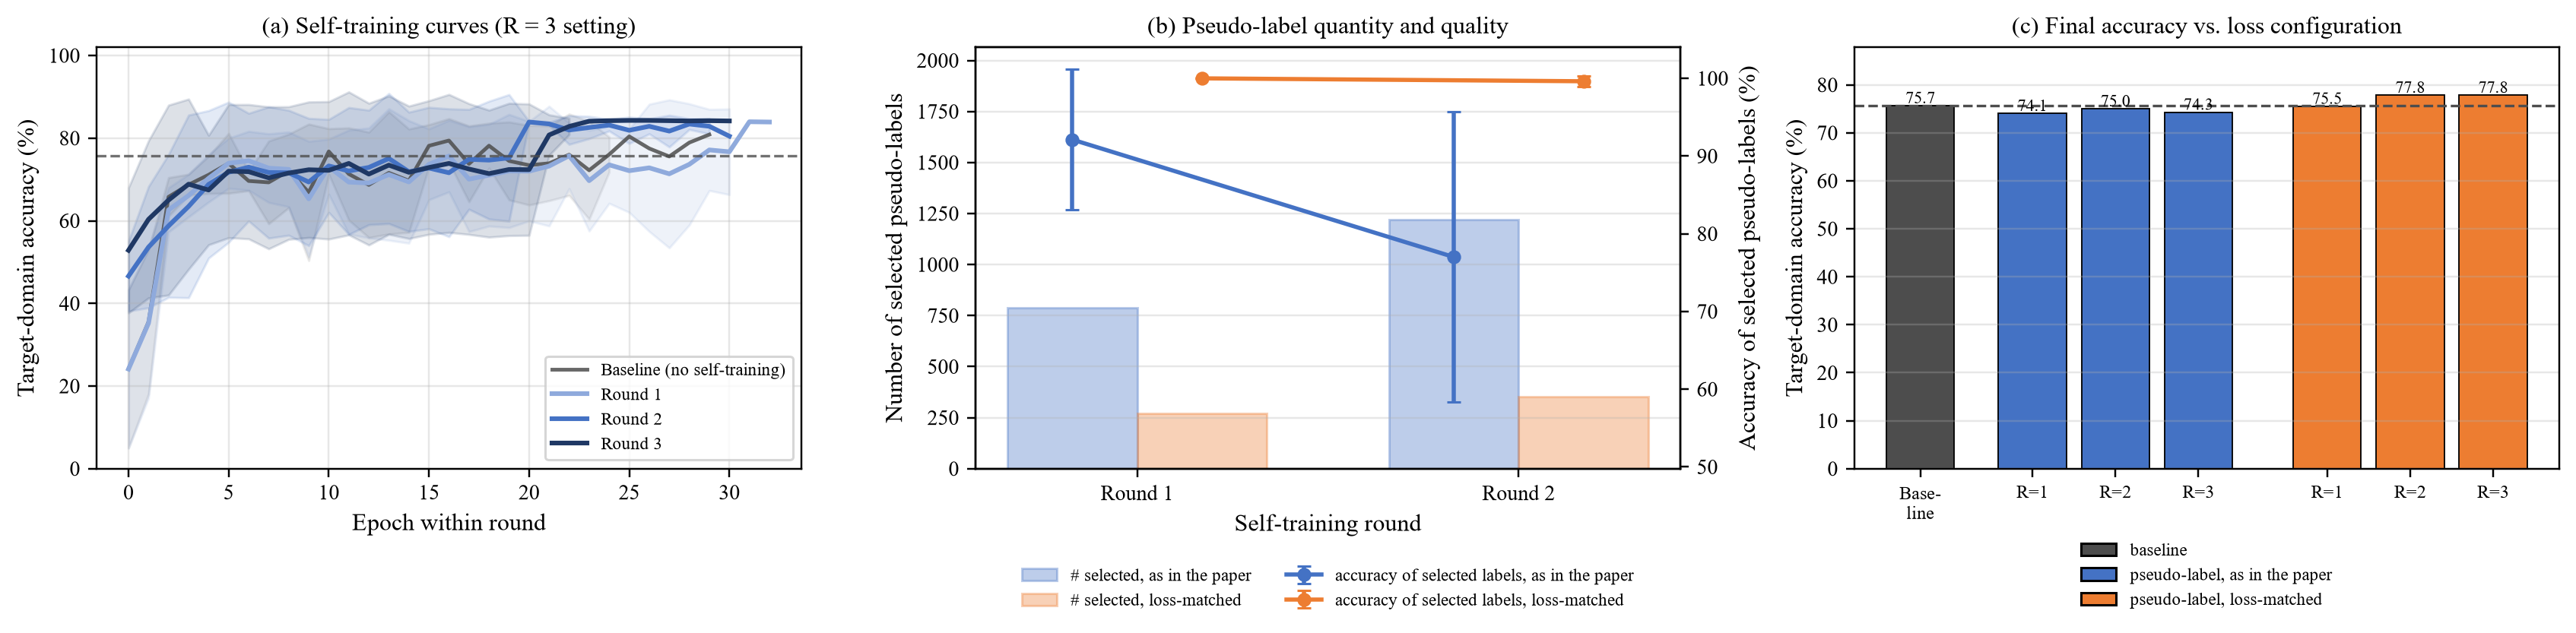 (a) Self-training curves (R = 3 setting)
Target-domain accuracy (%)
100
80
60
40
20
0
0 5 10 15 20 25 30
Epoch within round
Baseline (no self-training)
Round 1
Round 2
Round 3
(b) Pseudo-label quantity and quality
Number of selected pseudo-labels
2000
1750
1500
1250
1000
750
500
250
0
100
90
80
70
60
50
Accuracy of selected pseudo-labels (%)
Round 1 Round 2
Self-training round
# selected, as in the paper
# selected, loss-matched
accuracy of selected labels, as in the paper
accuracy of selected labels, loss-matched
(c) Final accuracy vs. loss configuration
Target-domain accuracy (%)
80
70
60
50
40
30
20
10
0
75.7 74.1 75.0 74.3 75.5 77.8 77.8
Base-
line
R=1 R=2 R=3 R=1 R=2 R=3
baseline
pseudo-label, as in the paper
pseudo-label, loss-matched